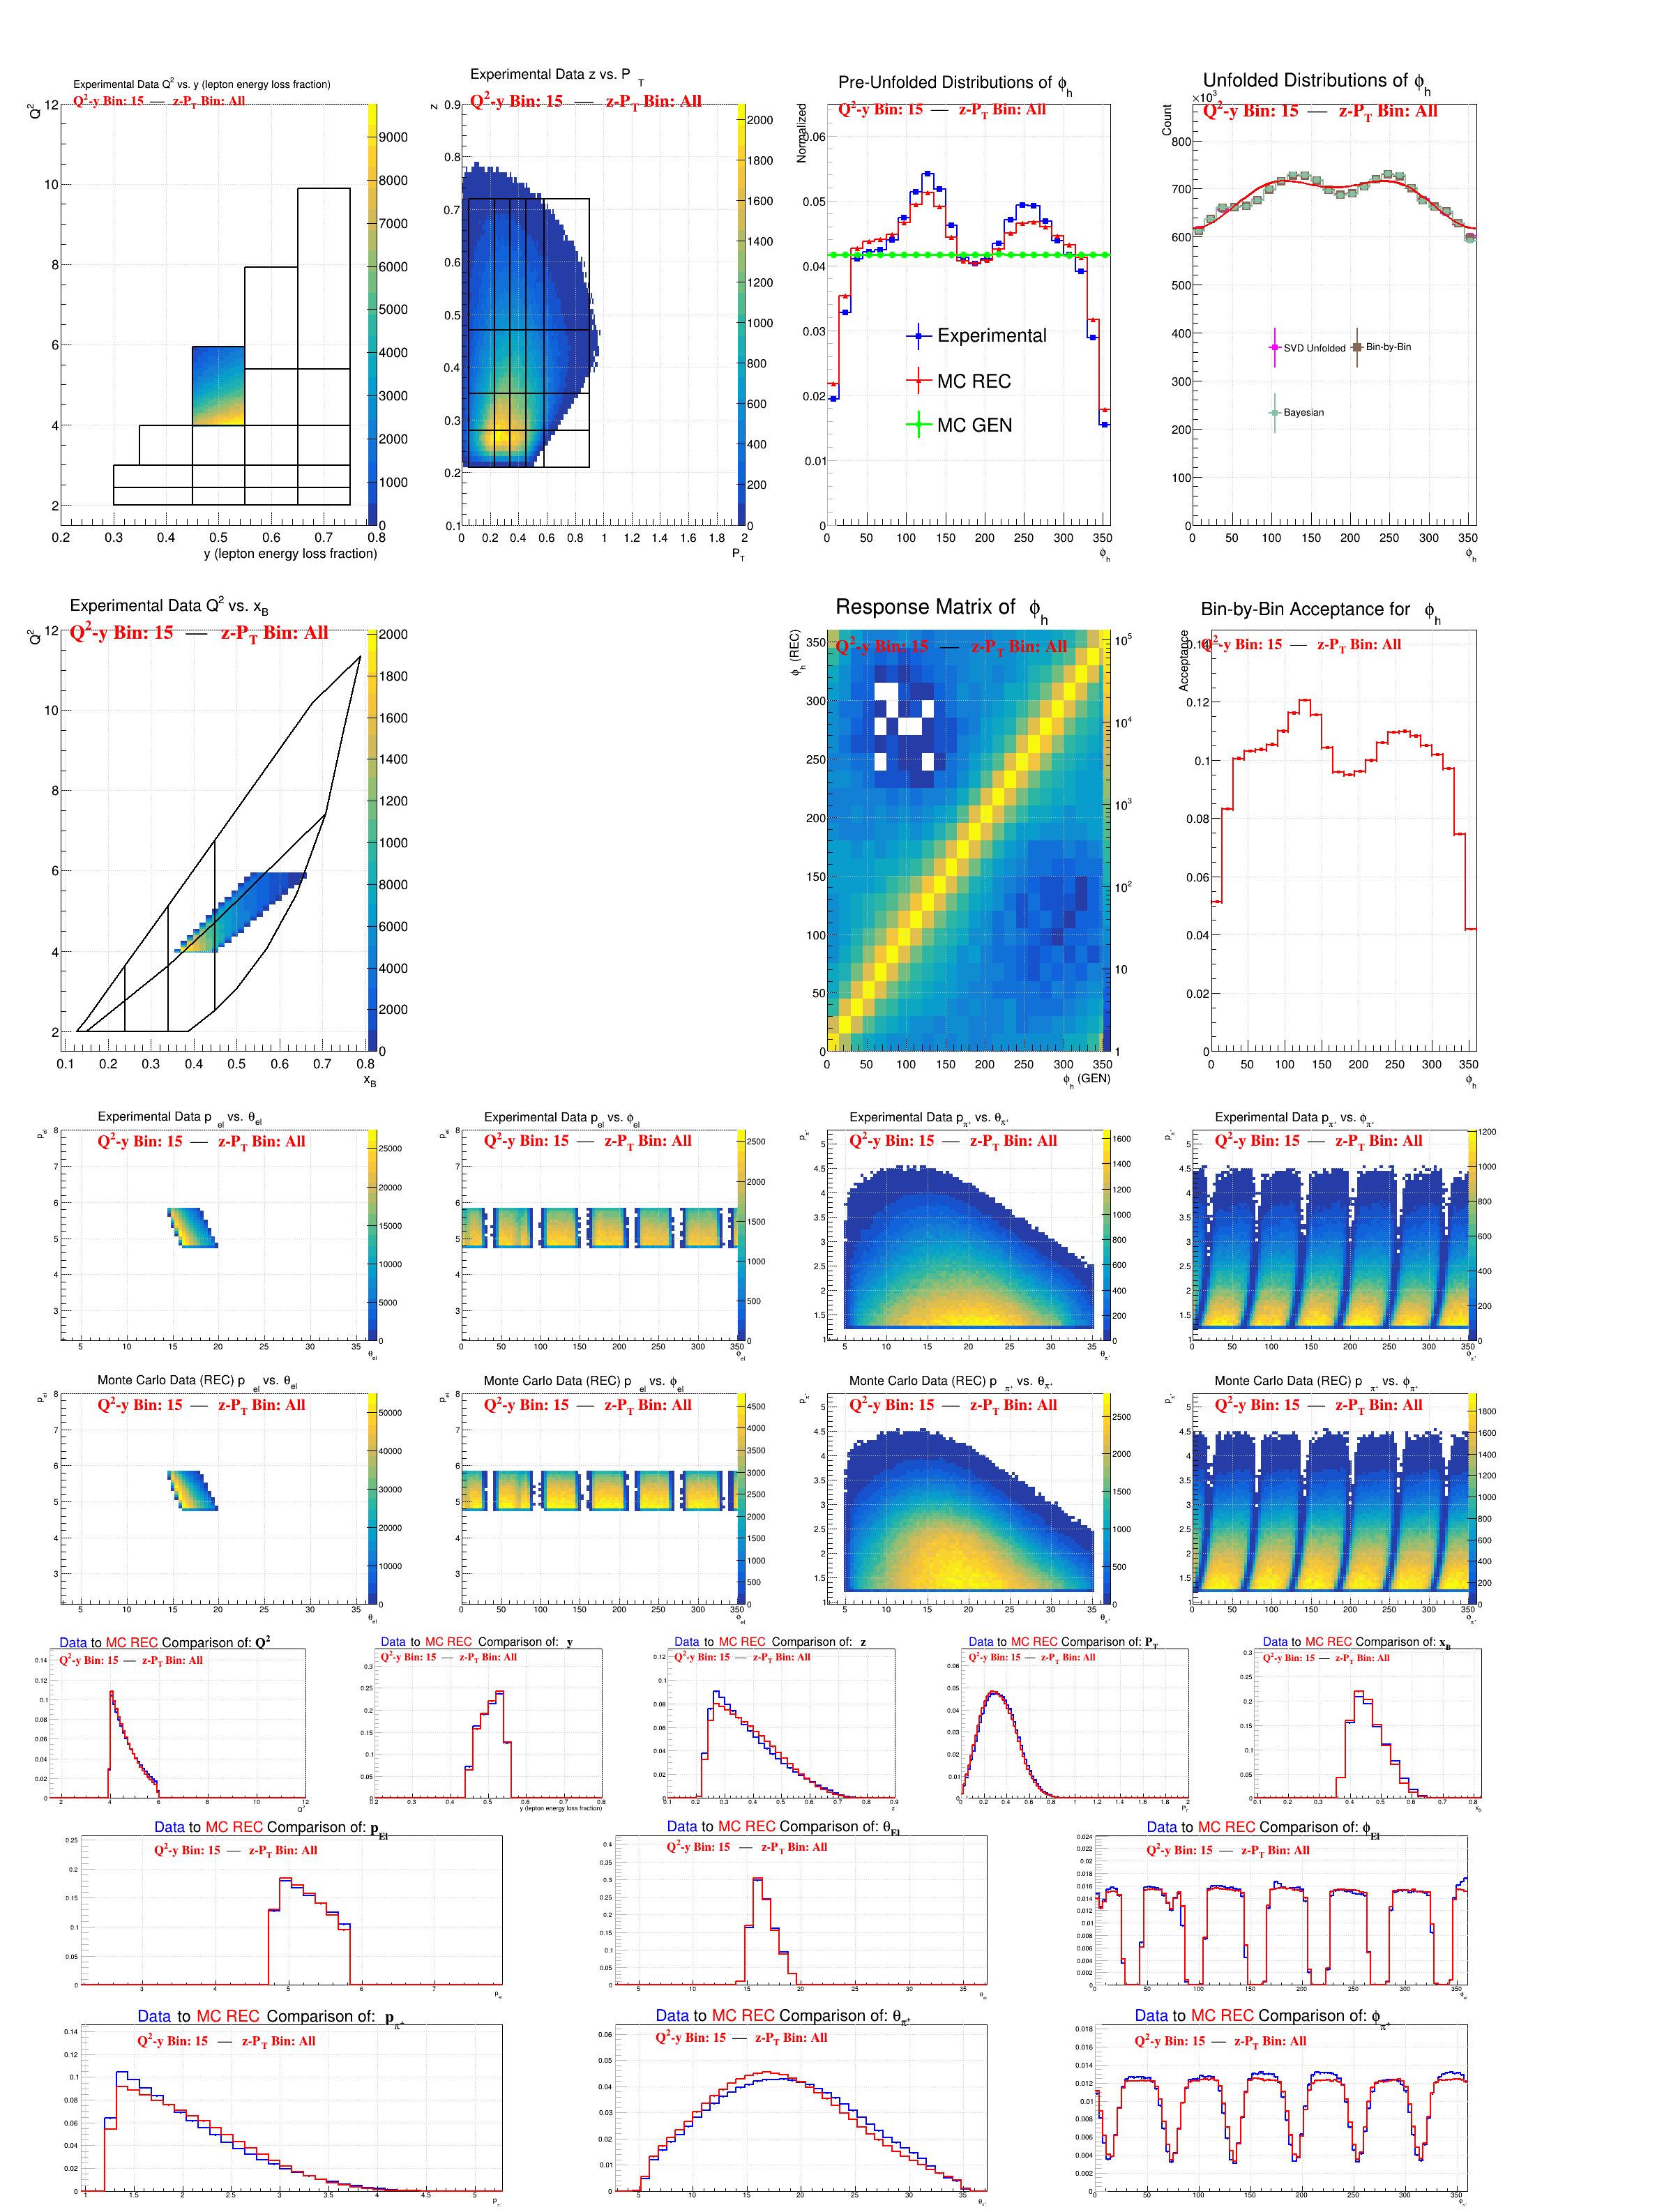 Experimental Data Q² vs. y (lepton energy loss fraction)
Q²-y Bin: 15 — z-P_T Bin: All
y (lepton energy loss fraction)
Q²
Experimental Data z vs. P_T
Q²-y Bin: 15 — z-P_T Bin: All
z
P_T
Pre-Unfolded Distributions of ϕ_h
Q²-y Bin: 15 — z-P_T Bin: All
Normalized
Experimental
MC REC
MC GEN
ϕ_h
Unfolded Distributions of ϕ_h
×10³
Q²-y Bin: 15 — z-P_T Bin: All
Count
SVD Unfolded
Bin-by-Bin
Bayesian
ϕ_h
Experimental Data Q² vs. x_B
Q²-y Bin: 15 — z-P_T Bin: All
Q²
x_B
Response Matrix of ϕ_h
Q²-y Bin: 15 — z-P_T Bin: All
ϕ_h (REC)
ϕ_h (GEN)
Bin-by-Bin Acceptance for ϕ_h
Q²-y Bin: 15 — z-P_T Bin: All
Acceptance
ϕ_h
Experimental Data p_el vs. θ_el
Q²-y Bin: 15 — z-P_T Bin: All
Experimental Data p_el vs. ϕ_el
Q²-y Bin: 15 — z-P_T Bin: All
Experimental Data p_π⁺ vs. θ_π⁺
Q²-y Bin: 15 — z-P_T Bin: All
Experimental Data p_π⁺ vs. ϕ_π⁺
Q²-y Bin: 15 — z-P_T Bin: All
Monte Carlo Data (REC) p_el vs. θ_el
Q²-y Bin: 15 — z-P_T Bin: All
Monte Carlo Data (REC) p_el vs. ϕ_el
Q²-y Bin: 15 — z-P_T Bin: All
Monte Carlo Data (REC) p_π⁺ vs. θ_π⁺
Q²-y Bin: 15 — z-P_T Bin: All
Monte Carlo Data (REC) p_π⁺ vs. ϕ_π⁺
Q²-y Bin: 15 — z-P_T Bin: All
Data to MC REC Comparison of: Q²
Q²-y Bin: 15 — z-P_T Bin: All
Data to MC REC Comparison of: y
Q²-y Bin: 15 — z-P_T Bin: All
y (lepton energy loss fraction)
Data to MC REC Comparison of: z
Q²-y Bin: 15 — z-P_T Bin: All
Data to MC REC Comparison of: P_T
Q²-y Bin: 15 — z-P_T Bin: All
Data to MC REC Comparison of: x_B
Q²-y Bin: 15 — z-P_T Bin: All
Data to MC REC Comparison of: p_El
Q²-y Bin: 15 — z-P_T Bin: All
Data to MC REC Comparison of: θ_El
Q²-y Bin: 15 — z-P_T Bin: All
Data to MC REC Comparison of: ϕ_El
Q²-y Bin: 15 — z-P_T Bin: All
Data to MC REC Comparison of: p_π⁺
Q²-y Bin: 15 — z-P_T Bin: All
Data to MC REC Comparison of: θ_π⁺
Q²-y Bin: 15 — z-P_T Bin: All
Data to MC REC Comparison of: ϕ_π⁺
Q²-y Bin: 15 — z-P_T Bin: All